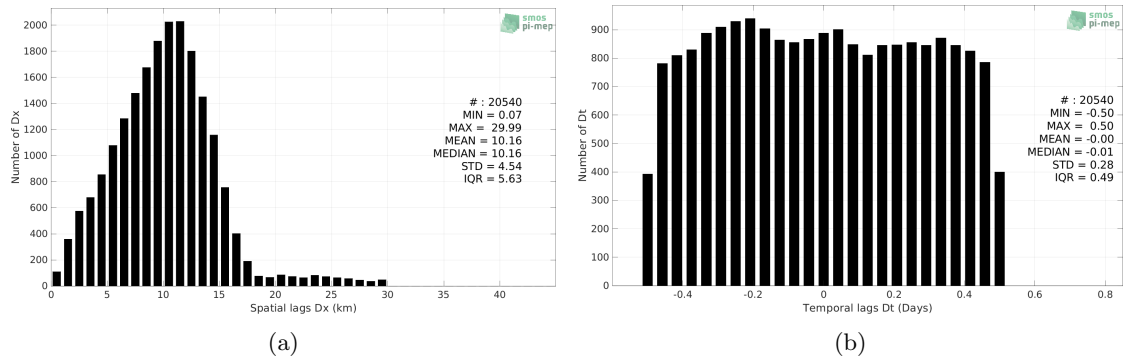 smos
pi-mep
2000
1800
1600
1400
1200
1000
800
600
400
200
0
Number of Dx
# : 20540
MIN = 0.07
MAX = 29.99
MEAN = 10.16
MEDIAN = 10.16
STD = 4.54
IQR = 5.63
0 5 10 15 20 25 30 35 40
Spatial lags Dx (km)
(a)
smos
pi-mep
900
800
700
600
500
400
300
200
100
0
Number of Dt
# : 20540
MIN = -0.50
MAX = 0.50
MEAN = -0.00
MEDIAN = -0.01
STD = 0.28
IQR = 0.49
-0.4 -0.2 0 0.2 0.4 0.6 0.8
Temporal lags Dt (Days)
(b)